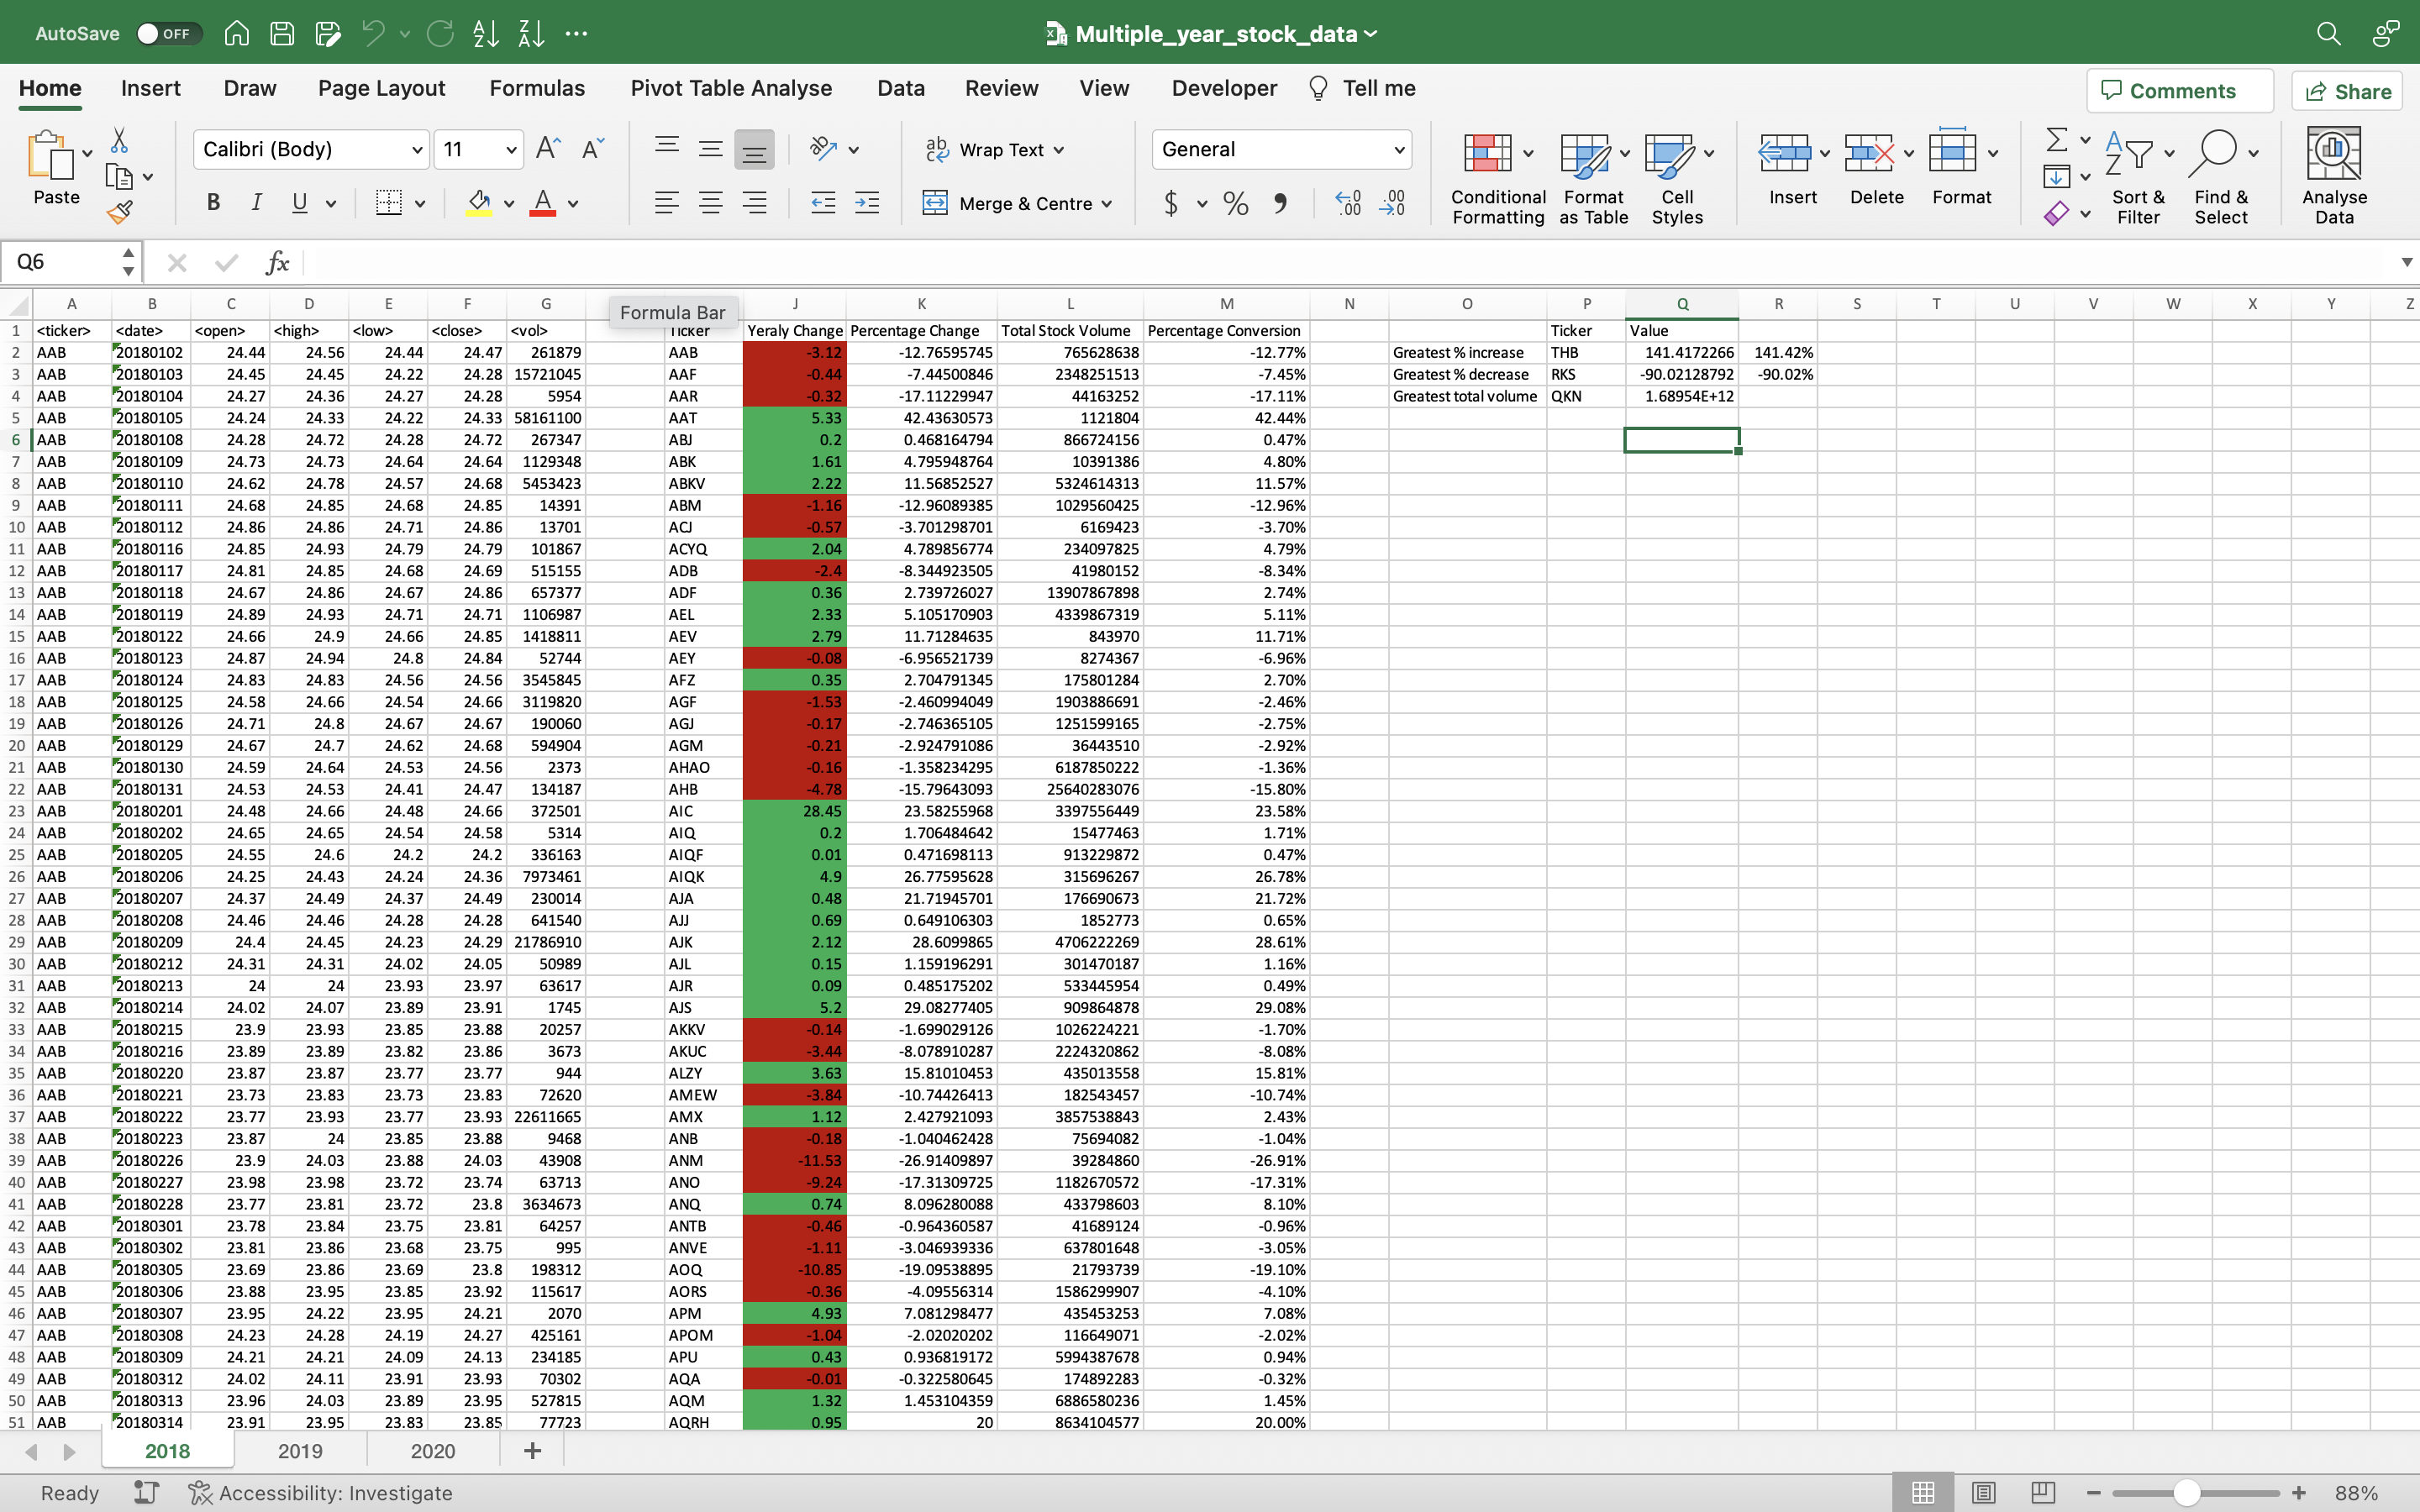 AutoSave OFF Multiple_year_stock_data
Home Insert Draw Page Layout Formulas Pivot Table Analyse Data Review View Developer Tell me Comments Share
Paste Calibri (Body) 11 Wrap Text General Conditional Formatting Format as Table Cell Styles Insert Delete Format Sort & Filter Find & Select Analyse Data
B I U A Merge & Centre $ %
Q6 fx
A B C D E F G J K L M N O P Q R S T U V W X Y Z
Formula Bar
1 <ticker> <date> <open> <high> <low> <close> <vol> Ticker Yeraly Change Percentage Change Total Stock Volume Percentage Conversion Ticker Value
2 AAB 20180102 24.44 24.56 24.44 24.47 261879 AAB -3.12 -12.76595745 765628638 -12.77% Greatest % increase THB 141.4172266 141.42%
3 AAB 20180103 24.45 24.45 24.22 24.28 15721045 AAF -0.44 -7.44500846 2348251513 -7.45% Greatest % decrease RKS -90.02128792 -90.02%
4 AAB 20180104 24.27 24.36 24.27 24.28 5954 AAR -0.32 -17.11229947 44163252 -17.11% Greatest total volume QKN 1.68954E+12
5 AAB 20180105 24.24 24.33 24.22 24.33 58161100 AAT 5.33 42.43630573 1121804 42.44%
6 AAB 20180108 24.28 24.72 24.28 24.72 267347 ABJ 0.2 0.468164794 866724156 0.47%
7 AAB 20180109 24.73 24.73 24.64 24.64 1129348 ABK 1.61 4.795948764 10391386 4.80%
8 AAB 20180110 24.62 24.78 24.57 24.68 5453423 ABKV 2.22 11.56852527 5324614313 11.57%
9 AAB 20180111 24.68 24.85 24.68 24.85 14391 ABM -1.16 -12.96089385 1029560425 -12.96%
10 AAB 20180112 24.86 24.86 24.71 24.86 13701 ACJ -0.57 -3.701298701 6169423 -3.70%
11 AAB 20180116 24.85 24.93 24.79 24.79 101867 ACYQ 2.04 4.789856774 234097825 4.79%
12 AAB 20180117 24.81 24.85 24.68 24.69 515155 ADB -2.4 -8.344923505 41980152 -8.34%
13 AAB 20180118 24.67 24.86 24.67 24.86 657377 ADF 0.36 2.739726027 13907867898 2.74%
14 AAB 20180119 24.89 24.93 24.71 24.71 1106987 AEL 2.33 5.105170903 4339867319 5.11%
15 AAB 20180122 24.66 24.9 24.66 24.85 1418811 AEV 2.79 11.71284635 843970 11.71%
16 AAB 20180123 24.87 24.94 24.8 24.84 52744 AEY -0.08 -6.956521739 8274367 -6.96%
17 AAB 20180124 24.83 24.83 24.56 24.56 3545845 AFZ 0.35 2.704791345 175801284 2.70%
18 AAB 20180125 24.58 24.66 24.54 24.66 3119820 AGF -1.53 -2.460994049 1903886691 -2.46%
19 AAB 20180126 24.71 24.8 24.67 24.67 190060 AGJ -0.17 -2.746365105 1251599165 -2.75%
20 AAB 20180129 24.67 24.7 24.62 24.68 594904 AGM -0.21 -2.924791086 36443510 -2.92%
21 AAB 20180130 24.59 24.64 24.53 24.56 2373 AHAO -0.16 -1.358234295 6187850222 -1.36%
22 AAB 20180131 24.53 24.53 24.41 24.47 134187 AHB -4.78 -15.79643093 25640283076 -15.80%
23 AAB 20180201 24.48 24.66 24.48 24.66 372501 AIC 28.45 23.58255968 3397556449 23.58%
24 AAB 20180202 24.65 24.65 24.54 24.58 5314 AIQ 0.2 1.706484642 15477463 1.71%
25 AAB 20180205 24.55 24.6 24.2 24.2 336163 AIQF 0.01 0.471698113 913229872 0.47%
26 AAB 20180206 24.25 24.43 24.24 24.36 7973461 AIQK 4.9 26.77595628 315696267 26.78%
27 AAB 20180207 24.37 24.49 24.37 24.49 230014 AJA 0.48 21.71945701 176690673 21.72%
28 AAB 20180208 24.46 24.46 24.28 24.28 641540 AJJ 0.69 0.649106303 1852773 0.65%
29 AAB 20180209 24.4 24.45 24.23 24.29 21786910 AJK 2.12 28.6099865 4706222269 28.61%
30 AAB 20180212 24.31 24.31 24.02 24.05 50989 AJL 0.15 1.159196291 301470187 1.16%
31 AAB 20180213 24 24 23.93 23.97 63617 AJR 0.09 0.485175202 533445954 0.49%
32 AAB 20180214 24.02 24.07 23.89 23.91 1745 AJS 5.2 29.08277405 909864878 29.08%
33 AAB 20180215 23.9 23.93 23.85 23.88 20257 AKKV -0.14 -1.699029126 1026224221 -1.70%
34 AAB 20180216 23.89 23.89 23.82 23.86 3673 AKUC -3.44 -8.078910287 2224320862 -8.08%
35 AAB 20180220 23.87 23.87 23.77 23.77 944 ALZY 3.63 15.81010453 435013558 15.81%
36 AAB 20180221 23.73 23.83 23.73 23.83 72620 AMEW -3.84 -10.74426413 182543457 -10.74%
37 AAB 20180222 23.77 23.93 23.77 23.93 22611665 AMX 1.12 2.427921093 3857538843 2.43%
38 AAB 20180223 23.87 24 23.85 23.88 9468 ANB -0.18 -1.040462428 75694082 -1.04%
39 AAB 20180226 23.9 24.03 23.88 24.03 43908 ANM -11.53 -26.91409897 39284860 -26.91%
40 AAB 20180227 23.98 23.98 23.72 23.74 63713 ANO -9.24 -17.31309725 1182670572 -17.31%
41 AAB 20180228 23.77 23.81 23.72 23.8 3634673 ANQ 0.74 8.096280088 433798603 8.10%
42 AAB 20180301 23.78 23.84 23.75 23.81 64257 ANTB -0.46 -0.964360587 41689124 -0.96%
43 AAB 20180302 23.81 23.86 23.68 23.75 995 ANVE -1.11 -3.046939336 637801648 -3.05%
44 AAB 20180305 23.69 23.86 23.69 23.8 198312 AOQ -10.85 -19.09538895 21793739 -19.10%
45 AAB 20180306 23.88 23.95 23.85 23.92 115617 AORS -0.36 -4.09556314 1586299907 -4.10%
46 AAB 20180307 23.95 24.22 23.95 24.21 2070 APM 4.93 7.081298477 435453253 7.08%
47 AAB 20180308 24.23 24.28 24.19 24.27 425161 APOM -1.04 -2.02020202 116649071 -2.02%
48 AAB 20180309 24.21 24.21 24.09 24.13 234185 APU 0.43 0.936819172 5994387678 0.94%
49 AAB 20180312 24.02 24.11 23.91 23.93 70302 AQA -0.01 -0.322580645 174892283 -0.32%
50 AAB 20180313 23.96 24.03 23.89 23.95 527815 AQM 1.32 1.453104359 6886580236 1.45%
51 AAB 20180314 23.91 23.95 23.83 23.85 77723 AQRH 0.95 20 8634104577 20.00%
2018 2019 2020 +
Ready Accessibility: Investigate 88%